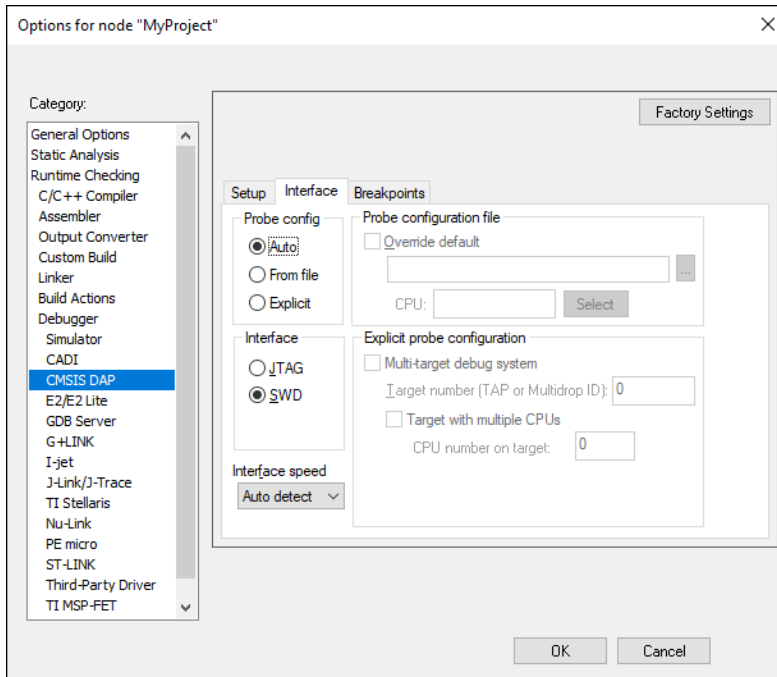 Options for node "MyProject"
Category:
General Options
Static Analysis
Runtime Checking
C/C++ Compiler
Assembler
Output Converter
Custom Build
Linker
Build Actions
Debugger
Simulator
CADI
CMSIS DAP
E2/E2 Lite
GDB Server
G+LINK
I-jet
J-Link/J-Trace
TI Stellaris
Nu-Link
PE micro
ST-LINK
Third-Party Driver
TI MSP-FET
Factory Settings
Setup Interface Breakpoints
Probe config
Auto
From file
Explicit
Probe configuration file
Override default
...
CPU: Select
Interface
JTAG
SWD
Explicit probe configuration
Multi-target debug system
Target number (TAP or Multidrop ID): 0
Target with multiple CPUs
CPU number on target: 0
Interface speed
Auto detect
OK Cancel